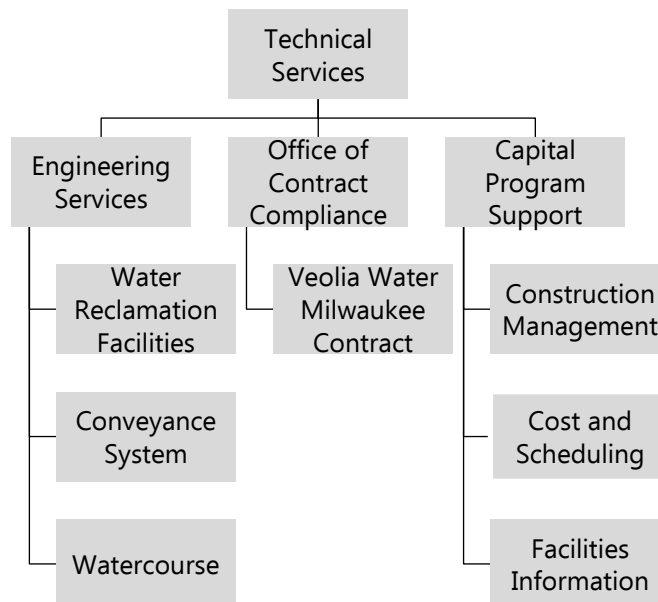 Technical
Services
Engineering
Services
Office of
Contract
Compliance
Capital
Program
Support
Water
Reclamation
Facilities
Veolia Water
Milwaukee
Contract
Construction
Management
Conveyance
System
Cost and
Scheduling
Watercourse
Facilities
Information